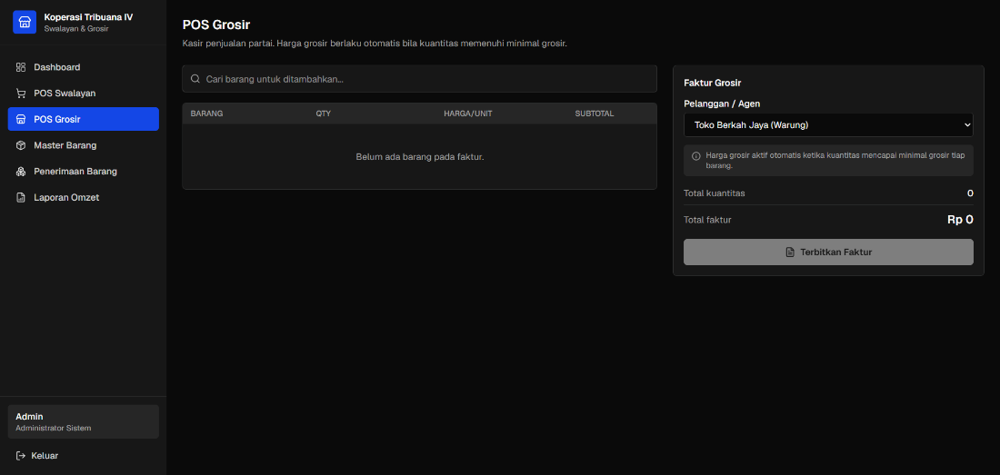 Koperasi Tribuana IV
Swalayan & Grosir
Dashboard
POS Swalayan
POS Grosir
Master Barang
Penerimaan Barang
Laporan Omzet
Admin
Administrator Sistem
Keluar
POS Grosir
Kasir penjualan partai. Harga grosir berlaku otomatis bila kuantitas memenuhi minimal grosir.
Cari barang untuk ditambahkan...
BARANG QTY HARGA/UNIT SUBTOTAL
Belum ada barang pada faktur.
Faktur Grosir
Pelanggan / Agen
Toko Berkah Jaya (Warung)
Harga grosir aktif otomatis ketika kuantitas mencapai minimal grosir tiap
barang.
Total kuantitas 0
Total faktur Rp 0
Terbitkan Faktur